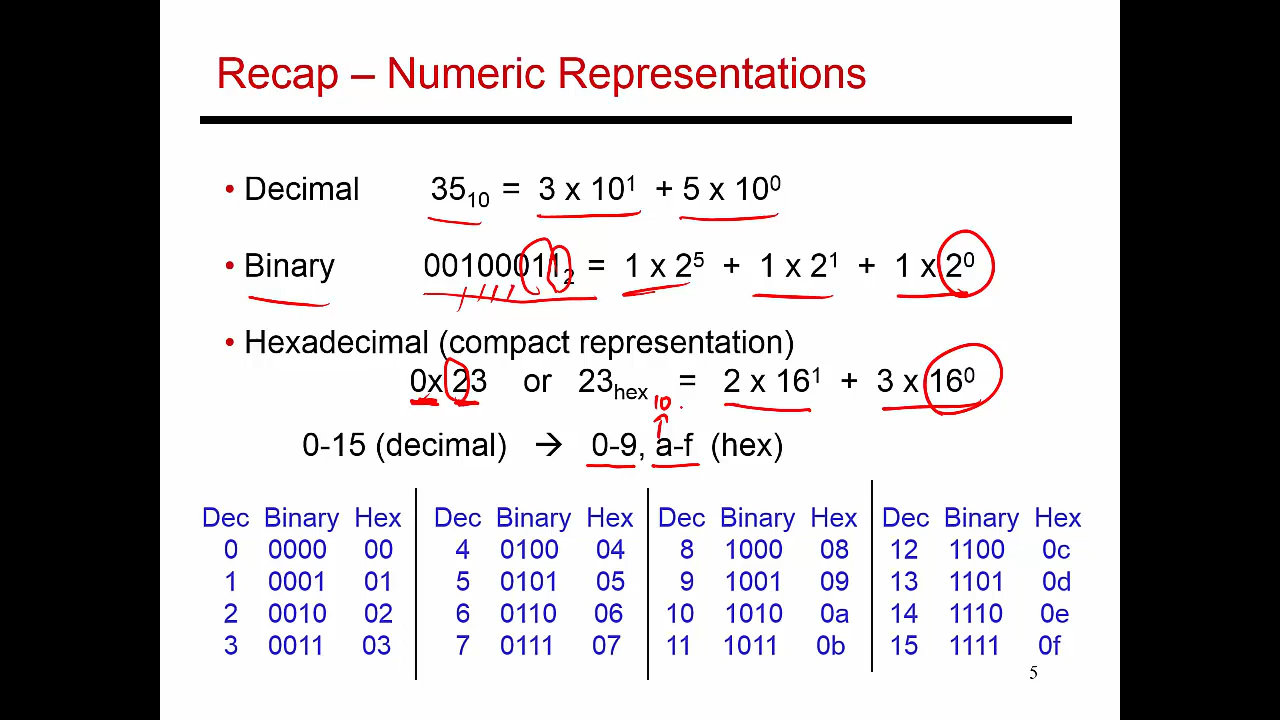 Recap – Numeric Representations
• Decimal 35₁₀ = 3 x 10¹ + 5 x 10⁰
• Binary 00100011₂ = 1 x 2⁵ + 1 x 2¹ + 1 x 2⁰
• Hexadecimal (compact representation)
0x23 or 23hex = 2 x 16¹ + 3 x 16⁰
10
0-15 (decimal) → 0-9, a-f (hex)
Dec Binary Hex Dec Binary Hex Dec Binary Hex Dec Binary Hex
0 0000 00 4 0100 04 8 1000 08 12 1100 0c
1 0001 01 5 0101 05 9 1001 09 13 1101 0d
2 0010 02 6 0110 06 10 1010 0a 14 1110 0e
3 0011 03 7 0111 07 11 1011 0b 15 1111 0f
5